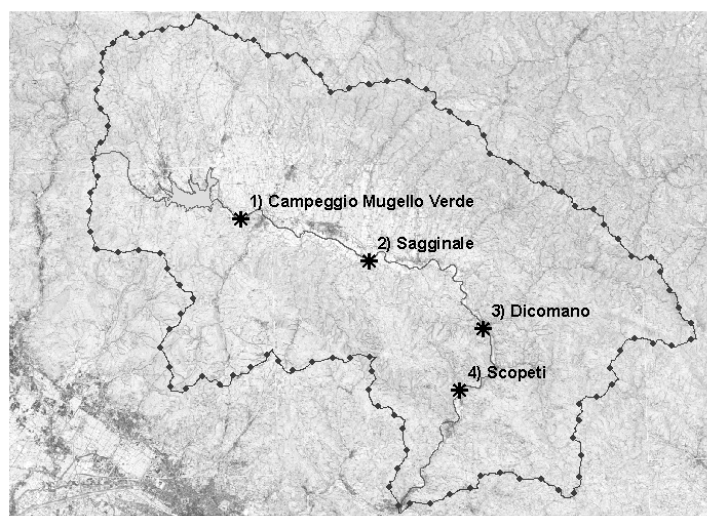 1) Campeggio Mugello Verde
2) Sagginale
3) Dicomano
4) Scopeti